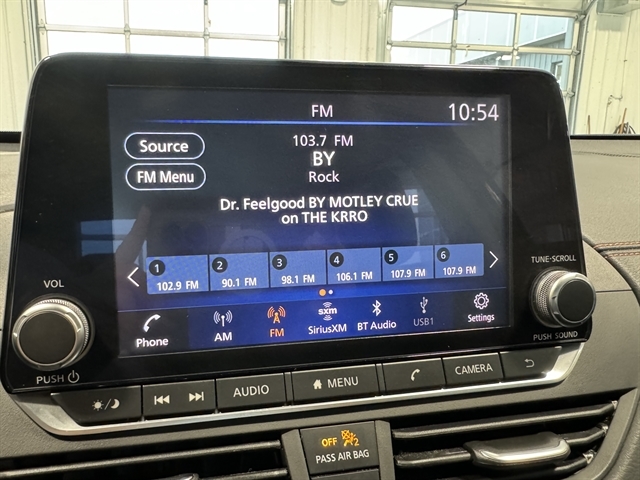 FM
10:54
Source
103.7 FM
BY
FM Menu
Rock
Dr. Feelgood BY MOTLEY CRUE
on THE KRRO
1
2
3
4
5
6
102.9 FM
90.1 FM
98.1 FM
106.1 FM
107.9 FM
107.9 FM
TUNE-SCROLL
VOL
sxm
Phone
AM
FM
SiriusXM
BT Audio
USB1
Settings
PUSH
PUSH SOUND
AUDIO
MENU
CAMERA
OFF
2
PASS AIR BAG